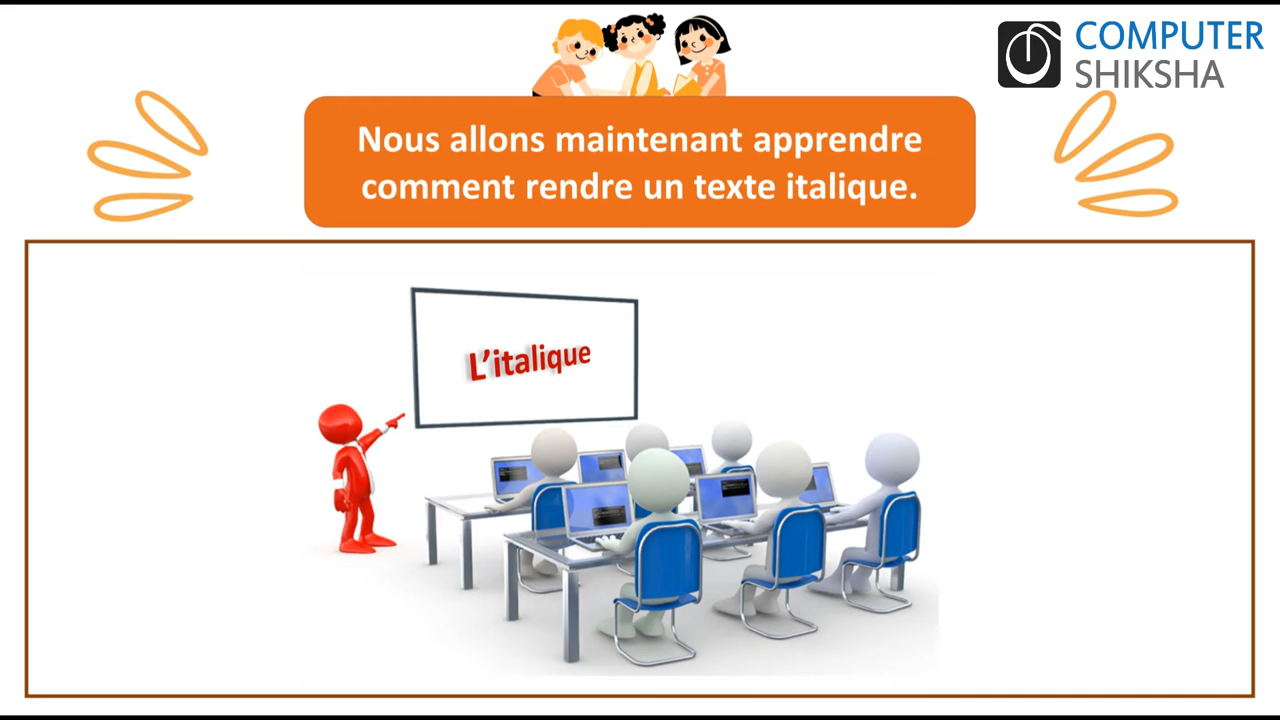 COMPUTER
SHIKSHA
Nous allons maintenant apprendre
comment rendre un texte italique.
L'italique